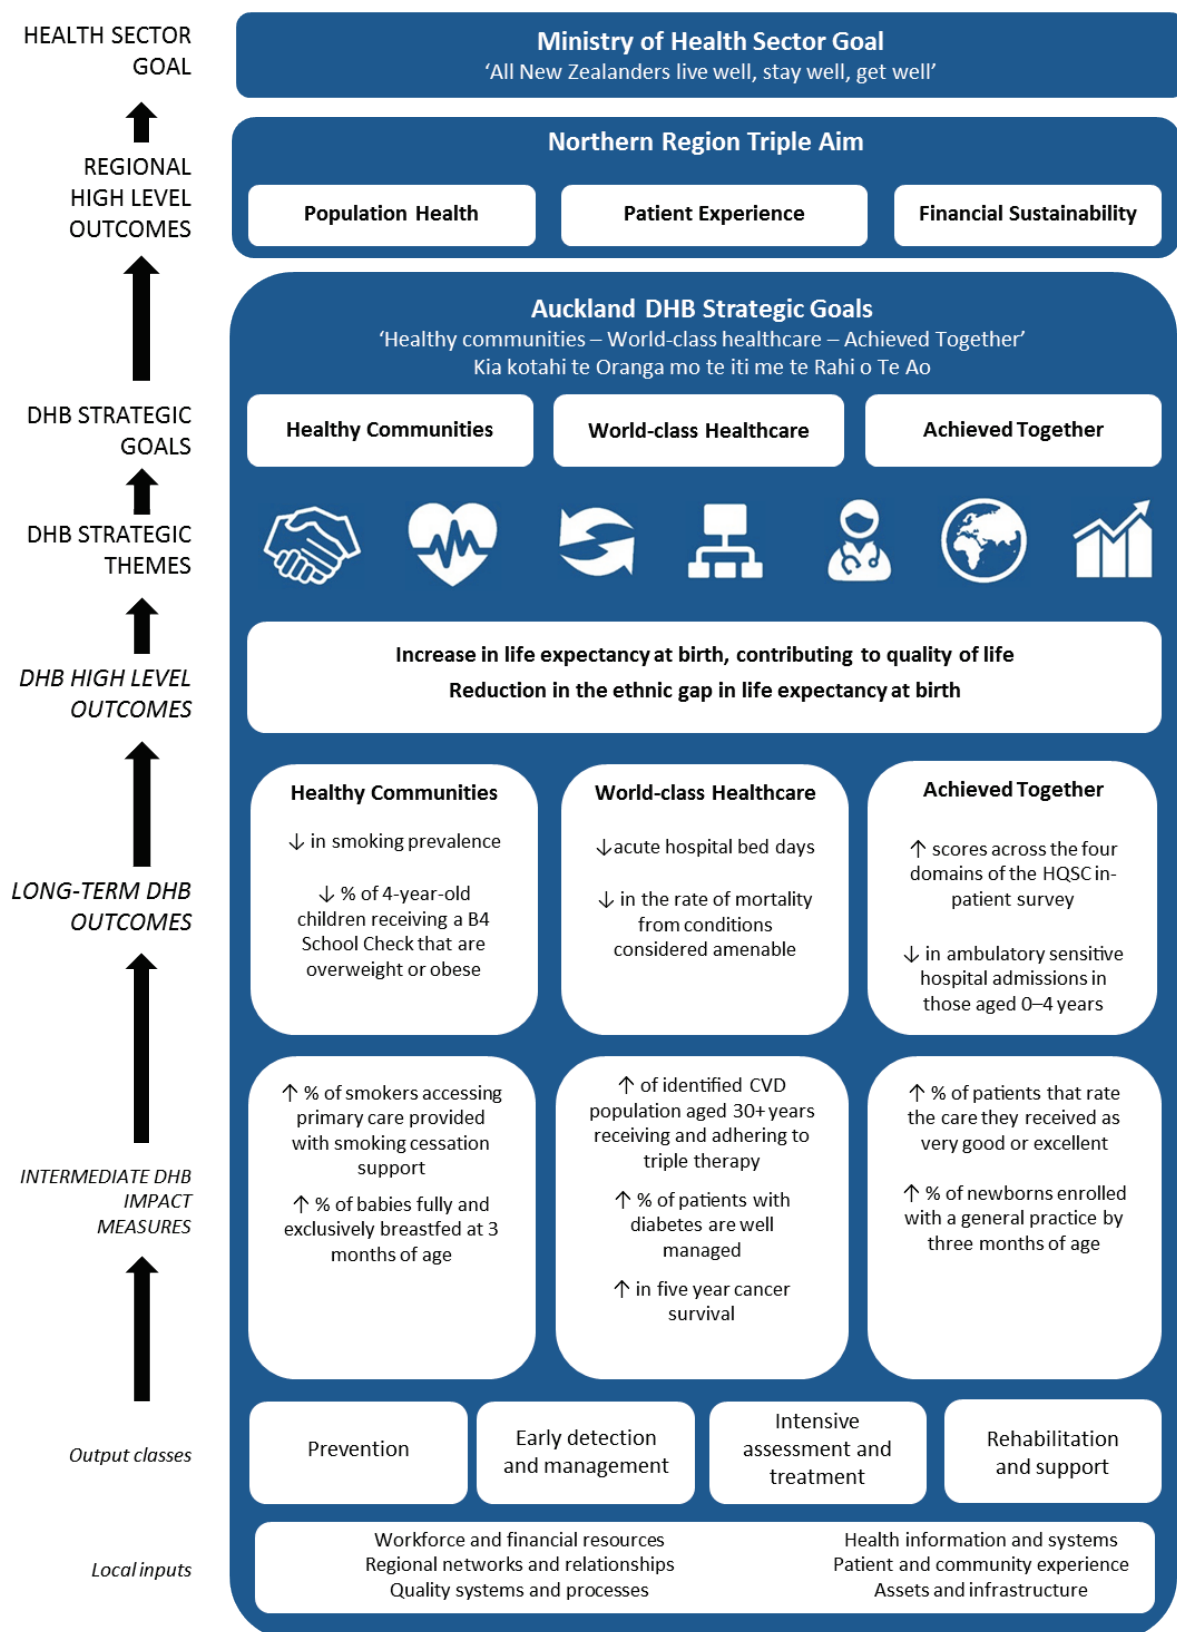 HEALTH SECTOR
GOAL
Ministry of Health Sector Goal
‘All New Zealanders live well, stay well, get well’
REGIONAL
HIGH LEVEL
OUTCOMES
Northern Region Triple Aim
Population Health
Patient Experience
Financial Sustainability
Auckland DHB Strategic Goals
‘Healthy communities – World-class healthcare – Achieved Together’
Kia kotahi te Oranga mo te iti me te Rahi o Te Ao
DHB STRATEGIC
GOALS
Healthy Communities
World-class Healthcare
Achieved Together
DHB STRATEGIC
THEMES
DHB HIGH LEVEL
OUTCOMES
Increase in life expectancy at birth, contributing to quality of life
Reduction in the ethnic gap in life expectancy at birth
LONG-TERM DHB
OUTCOMES
Healthy Communities
↓ in smoking prevalence
↓ % of 4-year-old
children receiving a B4
School Check that are
overweight or obese
World-class Healthcare
↓acute hospital bed days
↓ in the rate of mortality
from conditions
considered amenable
Achieved Together
↑ scores across the four
domains of the HQSC in-
patient survey
↓ in ambulatory sensitive
hospital admissions in
those aged 0–4 years
INTERMEDIATE DHB
IMPACT
MEASURES
↑ % of smokers accessing
primary care provided
with smoking cessation
support
↑ % of babies fully and
exclusively breastfed at 3
months of age
↑ of identified CVD
population aged 30+ years
receiving and adhering to
triple therapy
↑ % of patients with
diabetes are well
managed
↑ in five year cancer
survival
↑ % of patients that rate
the care they received as
very good or excellent
↑ % of newborns enrolled
with a general practice by
three months of age
Output classes
Prevention
Early detection
and management
Intensive
assessment and
treatment
Rehabilitation
and support
Local inputs
Workforce and financial resources
Regional networks and relationships
Quality systems and processes
Health information and systems
Patient and community experience
Assets and infrastructure